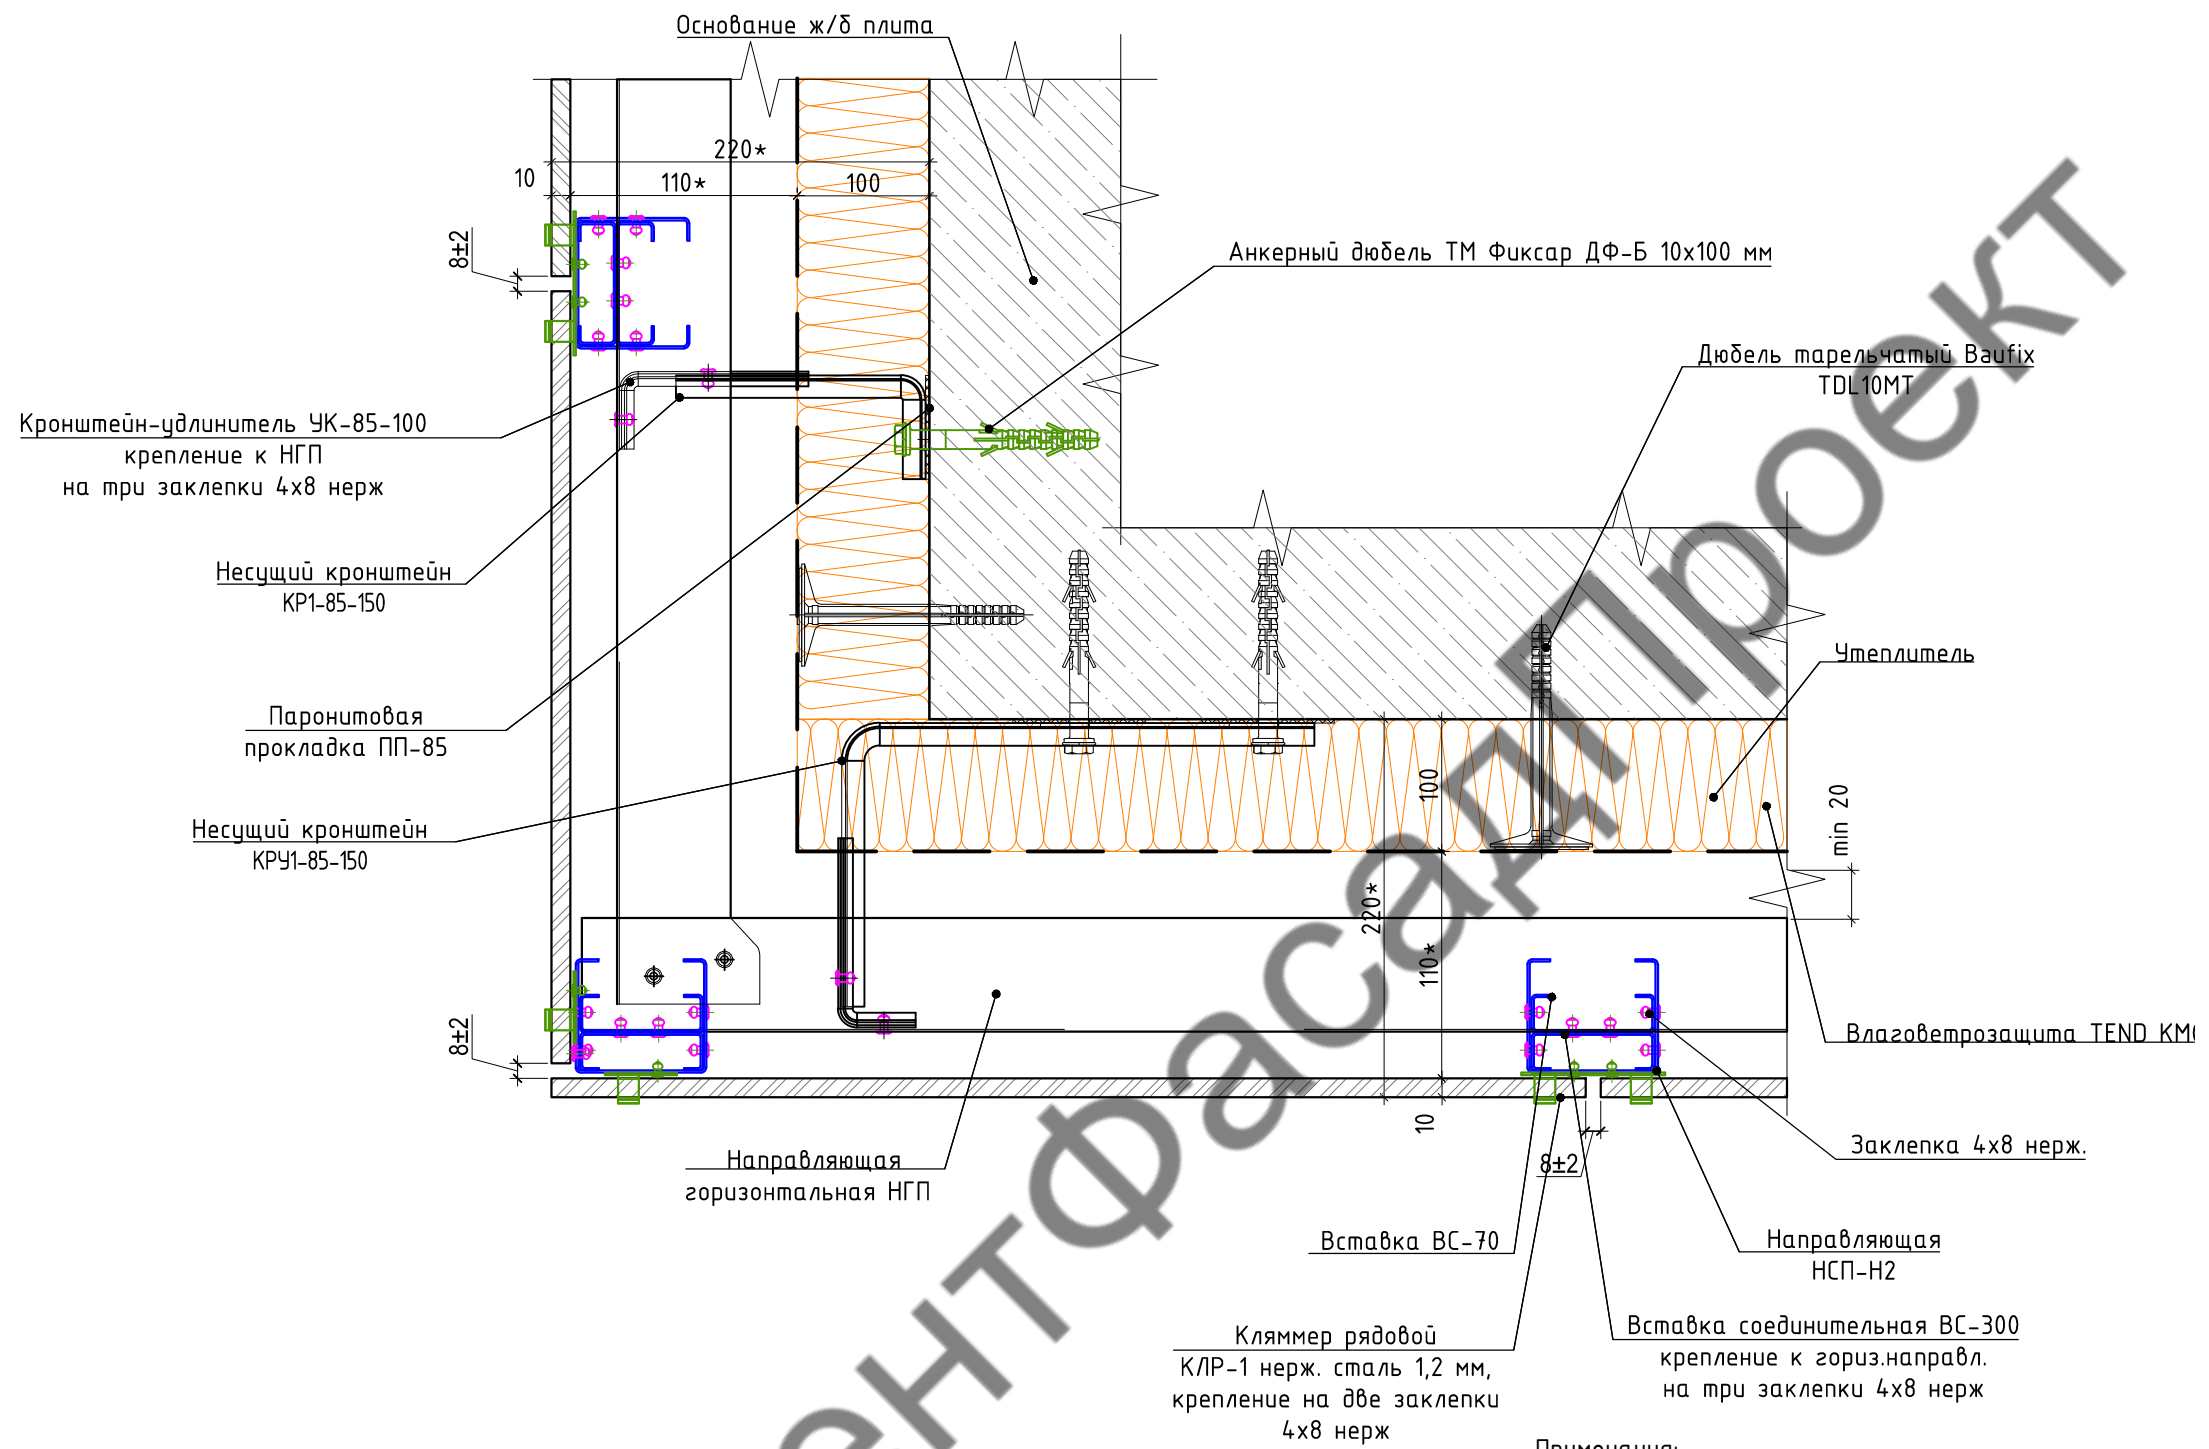 Основание ж/б плита
220*
10
110*
100
8±2
Анкерный дюбель ТМ Фиксар ДФ-Б 10х100 мм
Дюбель тарельчатый Baufix
TDL10MT
Кронштейн-удлинитель УК-85-100
крепление к НГП
на три заклепки 4х8 нерж
Несущий кронштейн
КР1-85-150
Утеплитель
Паронитовая
прокладка ПП-85
100
min 20
Несущий кронштейн
КРУ1-85-150
220*
110*
8±2
Влаговетрозащита TEND
10
Заклепка 4х8 нерж.
8±2
Направляющая
горизонтальная НГП
Вставка ВС-70
Направляющая
НСП-Н2
Кляммер рядовой
КЛР-1 нерж. сталь 1,2 мм,
крепление на две заклепки
4х8 нерж
Вставка соединительная ВС-300
крепление к гориз.направл.
на три заклепки 4х8 нерж
ентФасадПроект